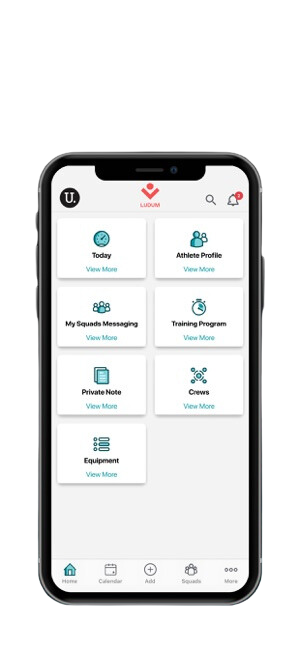 U.
LUDUM
Today
View More
Athlete Profile
View More
My Squads Messaging
View More
Training Program
View More
Private Note
View More
Crews
View More
Equipment
View More
Home
Calendar
Add
Squads
More